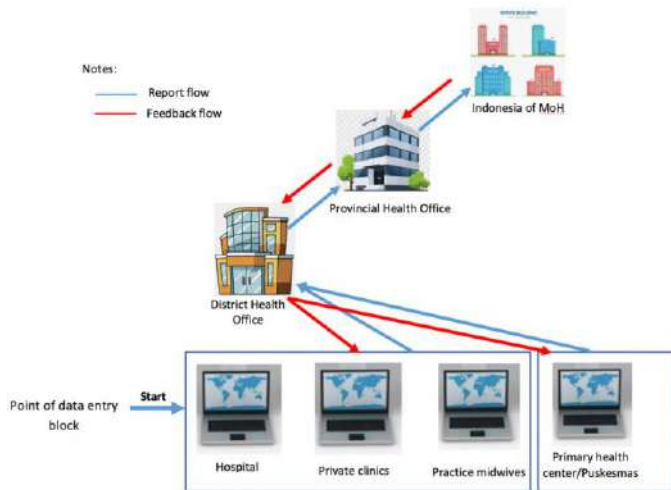 Notes:
Report flow
Feedback flow
Indonesia of MoH
Provincial Health Office
District Health
Office
Point of data entry
block
Start
Hospital
Private clinics
Practice midwives
Primary health
center/Puskesmas